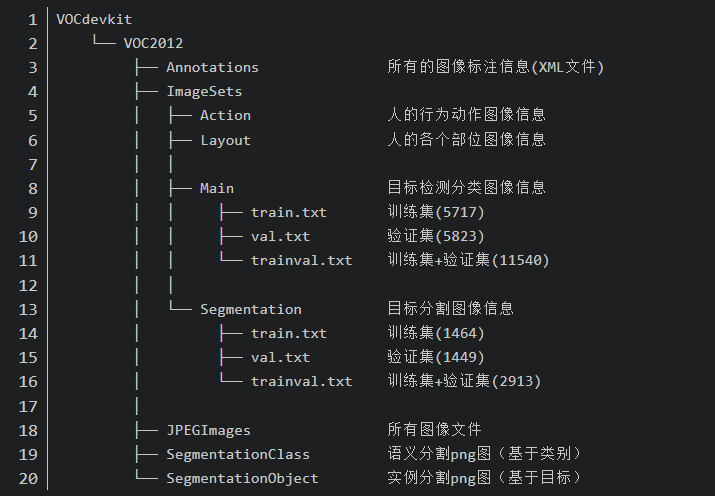 1 VOCdevkit
2 └── VOC2012
3 ├── Annotations 所有的图像标注信息(XML文件)
4 ├── ImageSets
5 │ ├── Action 人的行为动作图像信息
6 │ ├── Layout 人的各个部位图像信息
7 │ │
8 │ ├── Main 目标检测分类图像信息
9 │ │ ├── train.txt 训练集(5717)
10 │ │ ├── val.txt 验证集(5823)
11 │ │ └── trainval.txt 训练集+验证集(11540)
12 │ │
13 │ └── Segmentation 目标分割图像信息
14 │ ├── train.txt 训练集(1464)
15 │ ├── val.txt 验证集(1449)
16 │ └── trainval.txt 训练集+验证集(2913)
17 │
18 ├── JPEGImages 所有图像文件
19 ├── SegmentationClass 语义分割png图（基于类别）
20 └── SegmentationObject 实例分割png图（基于目标）